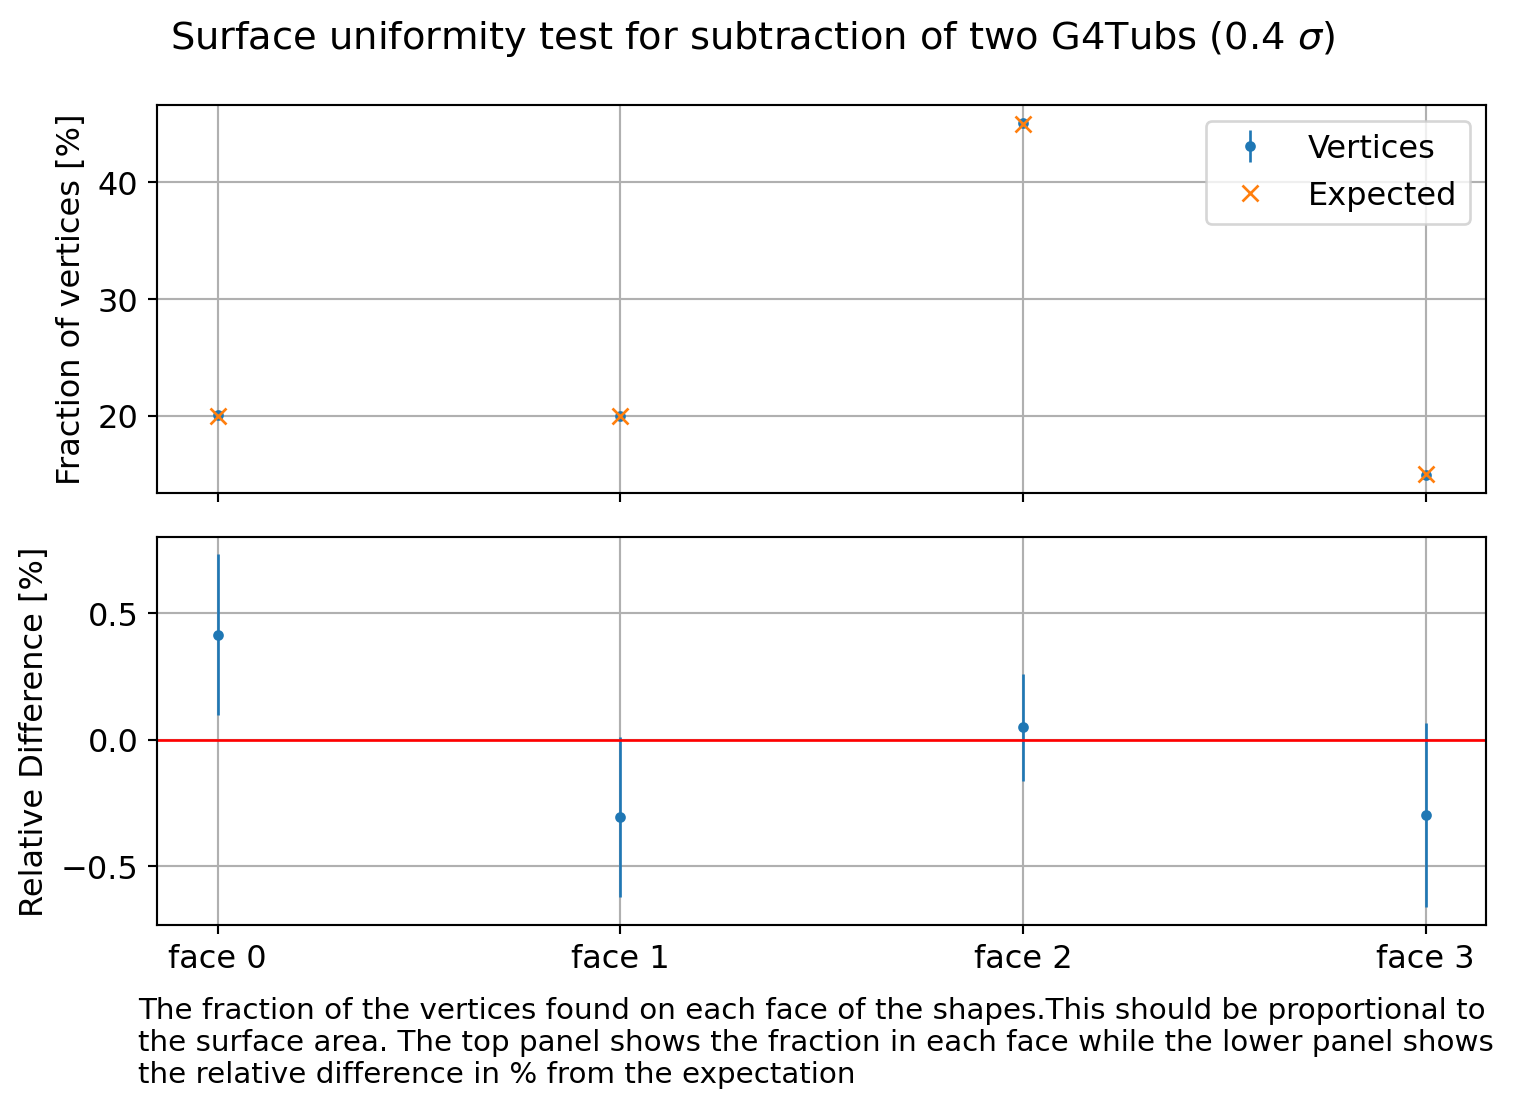 Surface uniformity test for subtraction of two G4Tubs (0.4 σ)
Fraction of vertices [%]
40
30
20
Vertices
Expected
Relative Difference [%]
0.5
0.0
−0.5
face 0
face 1
face 2
face 3
The fraction of the vertices found on each face of the shapes.This should be proportional to
the surface area. The top panel shows the fraction in each face while the lower panel shows
the relative difference in % from the expectation